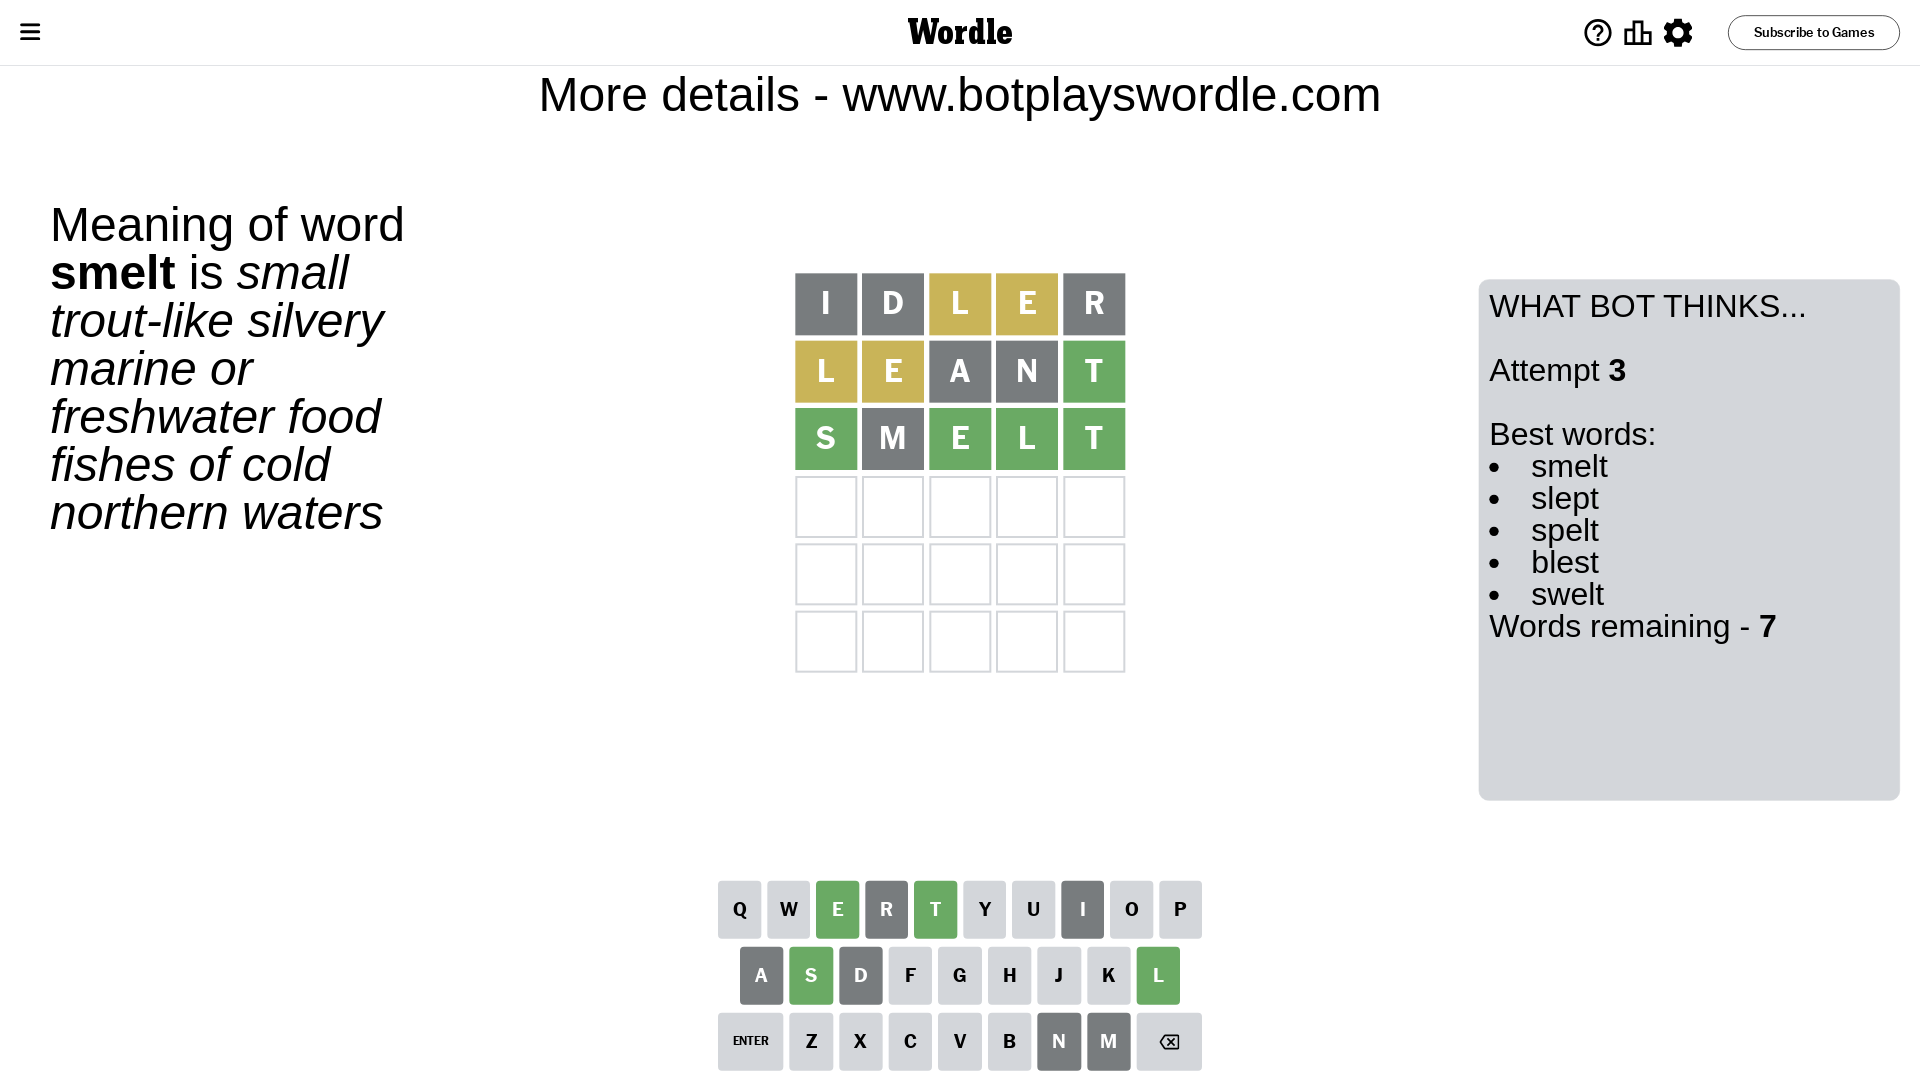 Wordle
Subscribe to Games
More details - www.botplayswordle.com
Meaning of word
smelt is small
trout-like silvery
marine or
freshwater food
fishes of cold
northern waters
I D L E R
L E A N T
S M E L T
WHAT BOT THINKS...
Attempt 3
Best words:
• smelt
• slept
• spelt
• blest
• swelt
Words remaining - 7
Q W E R T Y U I O P
A S D F G H J K L
ENTER Z X C V B N M